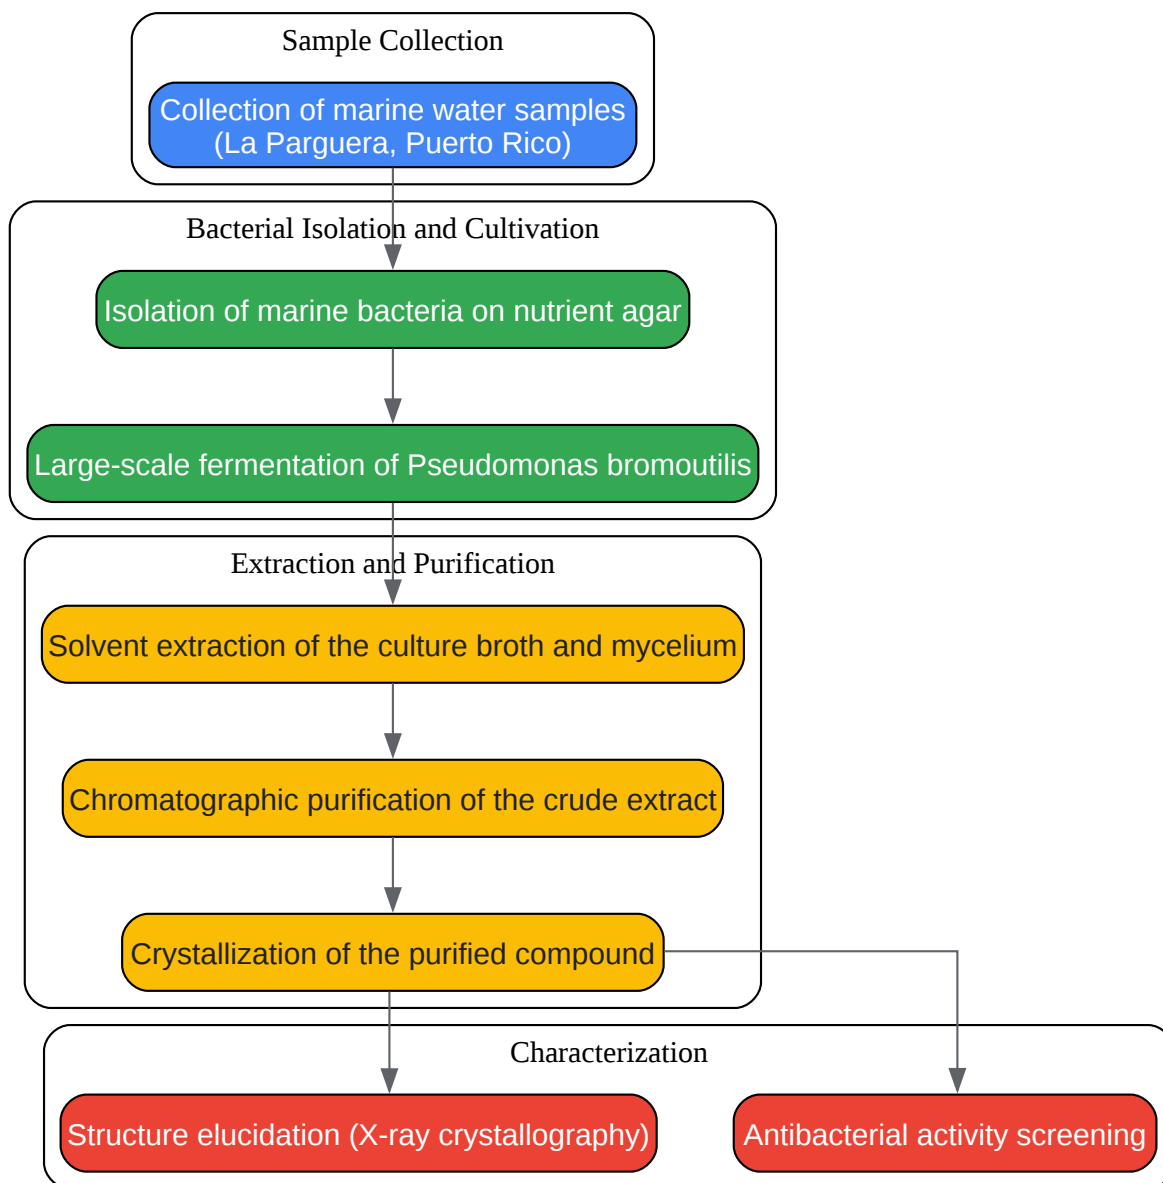 Sample Collection
Collection of marine water samples
(La Parguera, Puerto Rico)
Bacterial Isolation and Cultivation
Isolation of marine bacteria on nutrient agar
Large-scale fermentation of Pseudomonas bromoutilis
Extraction and Purification
Solvent extraction of the culture broth and mycelium
Chromatographic purification of the crude extract
Crystallization of the purified compound
Characterization
Structure elucidation (X-ray crystallography)
Antibacterial activity screening